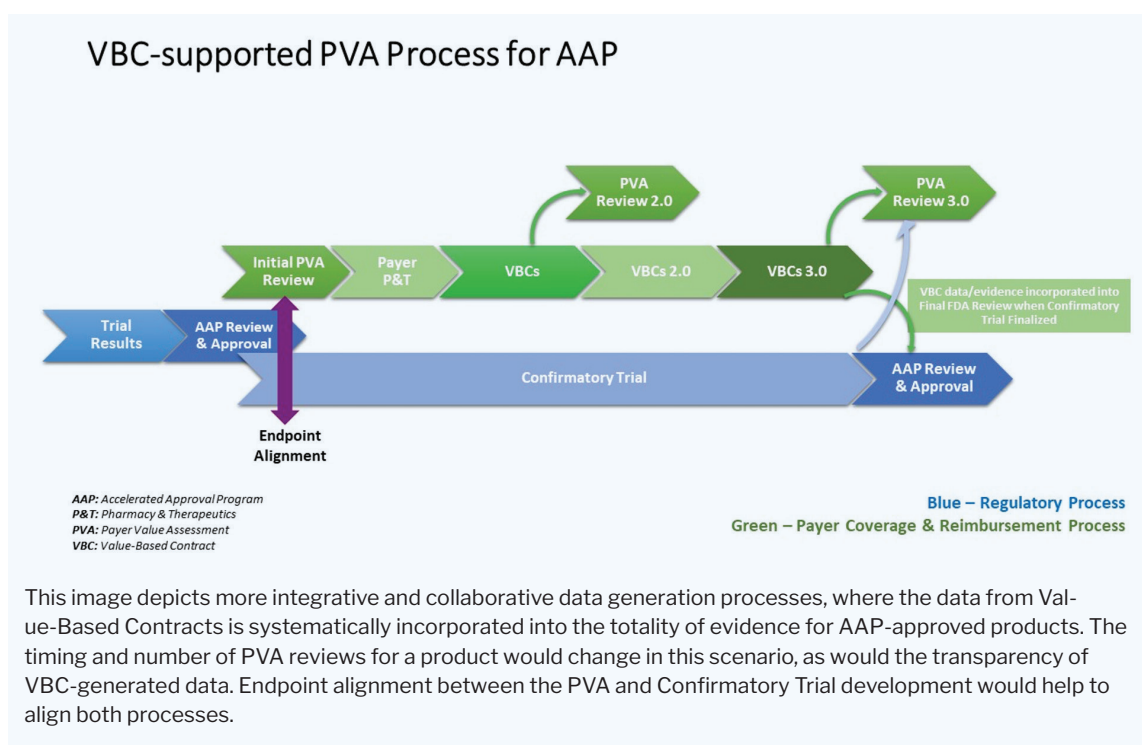 VBC-supported PVA Process for AAP
PVA
Review 2.0
PVA
Review 3.0
Initial PVA
Review
Payer
P&T
VBCs
VBCs 2.0
VBCs 3.0
VBC data/evidence incorporated into
Final FDA Review when Confirmatory
Trial Finalized
Trial
Results
AAP Review
& Approval
Confirmatory Trial
AAP Review
& Approval
Endpoint
Alignment
AAP: Accelerated Approval Program
P&T: Pharmacy & Therapeutics
PVA: Payer Value Assessment
VBC: Value-Based Contract
Blue – Regulatory Process
Green – Payer Coverage & Reimbursement Process
This image depicts more integrative and collaborative data generation processes, where the data from Val-
ue-Based Contracts is systematically incorporated into the totality of evidence for AAP-approved products. The
timing and number of PVA reviews for a product would change in this scenario, as would the transparency of
VBC-generated data. Endpoint alignment between the PVA and Confirmatory Trial development would help to
align both processes.